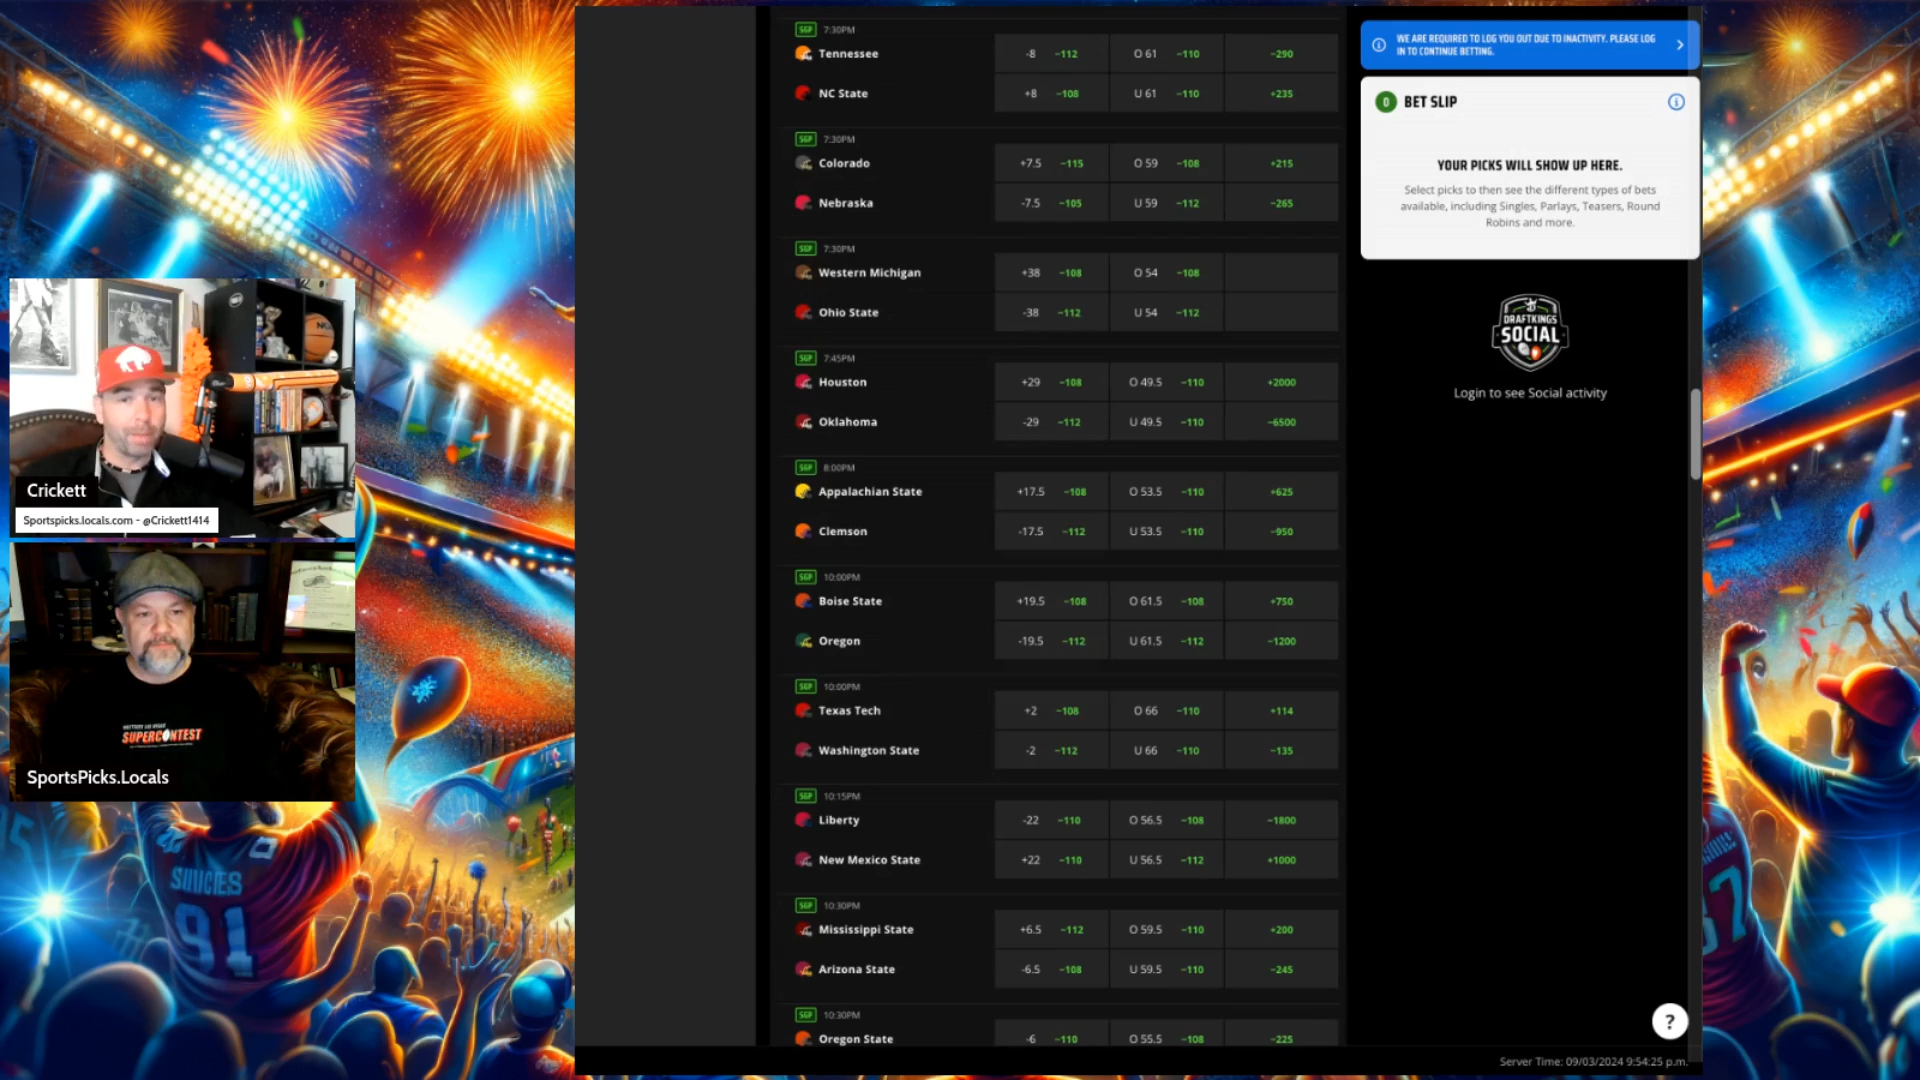 SGP 7:30PM
Tennessee -8 −112 O 61 −110 −290
NC State +8 −108 U 61 −110 +235
SGP 7:30PM
Colorado +7.5 −115 O 59 −108 +215
Nebraska -7.5 −105 U 59 −112 −265
SGP 7:30PM
Western Michigan +38 −108 O 54 −108
Ohio State -38 −112 U 54 −112
SGP 7:45PM
Houston +29 −108 O 49.5 −110 +2000
Oklahoma -29 −112 U 49.5 −110 −6500
SGP 8:00PM
Appalachian State +17.5 −108 O 53.5 −110 +625
Clemson -17.5 −112 U 53.5 −110 −950
SGP 10:00PM
Boise State +19.5 −108 O 61.5 −108 +750
Oregon -19.5 −112 U 61.5 −112 −1200
SGP 10:00PM
Texas Tech +2 −108 O 66 −110 +114
Washington State -2 −112 U 66 −110 −135
SGP 10:15PM
Liberty -22 −110 O 56.5 −108 −1800
New Mexico State +22 −110 U 56.5 −112 +1000
SGP 10:30PM
Mississippi State +6.5 −112 O 59.5 −110 +200
Arizona State -6.5 −108 U 59.5 −110 −245
SGP 10:30PM
Oregon State -6 −110 O 55.5 −108 −225
WE ARE REQUIRED TO LOG YOU OUT DUE TO INACTIVITY. PLEASE LOG
IN TO CONTINUE BETTING.
0 BET SLIP
YOUR PICKS WILL SHOW UP HERE.
Select picks to then see the different types of bets
available, including Singles, Parlays, Teasers, Round
Robins and more.
DRAFTKINGS
SOCIAL
Login to see Social activity
?
Server Time: 09/03/2024 9:54:25 p.m.
Crickett
Sportspicks.locals.com - @Crickett1414
SUPERCONTEST
SportsPicks.Locals
91